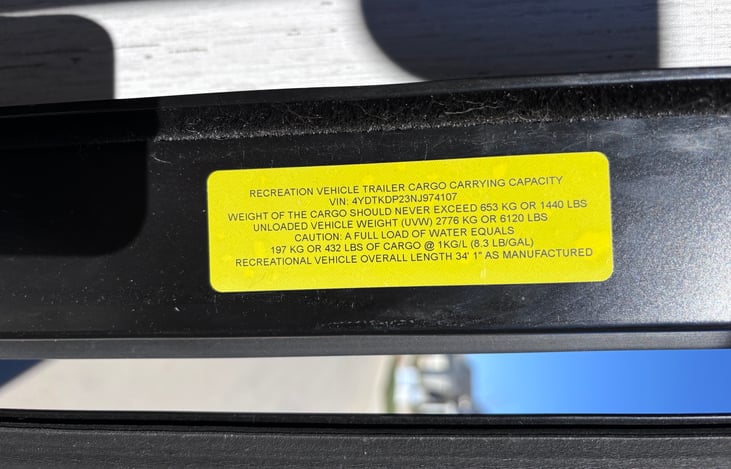 RECREATION VEHICLE TRAILER CARGO CARRYING CAPACITY
VIN: 4YDTKDP23NJ974107
WEIGHT OF THE CARGO SHOULD NEVER EXCEED 653 KG OR 1440 LBS
UNLOADED VEHICLE WEIGHT (UVW) 2776 KG OR 6120 LBS
CAUTION: A FULL LOAD OF WATER EQUALS
197 KG OR 432 LBS OF CARGO @ 1KG/L (8.3 LB/GAL)
RECREATIONAL VEHICLE OVERALL LENGTH 34' 1" AS MANUFACTURED